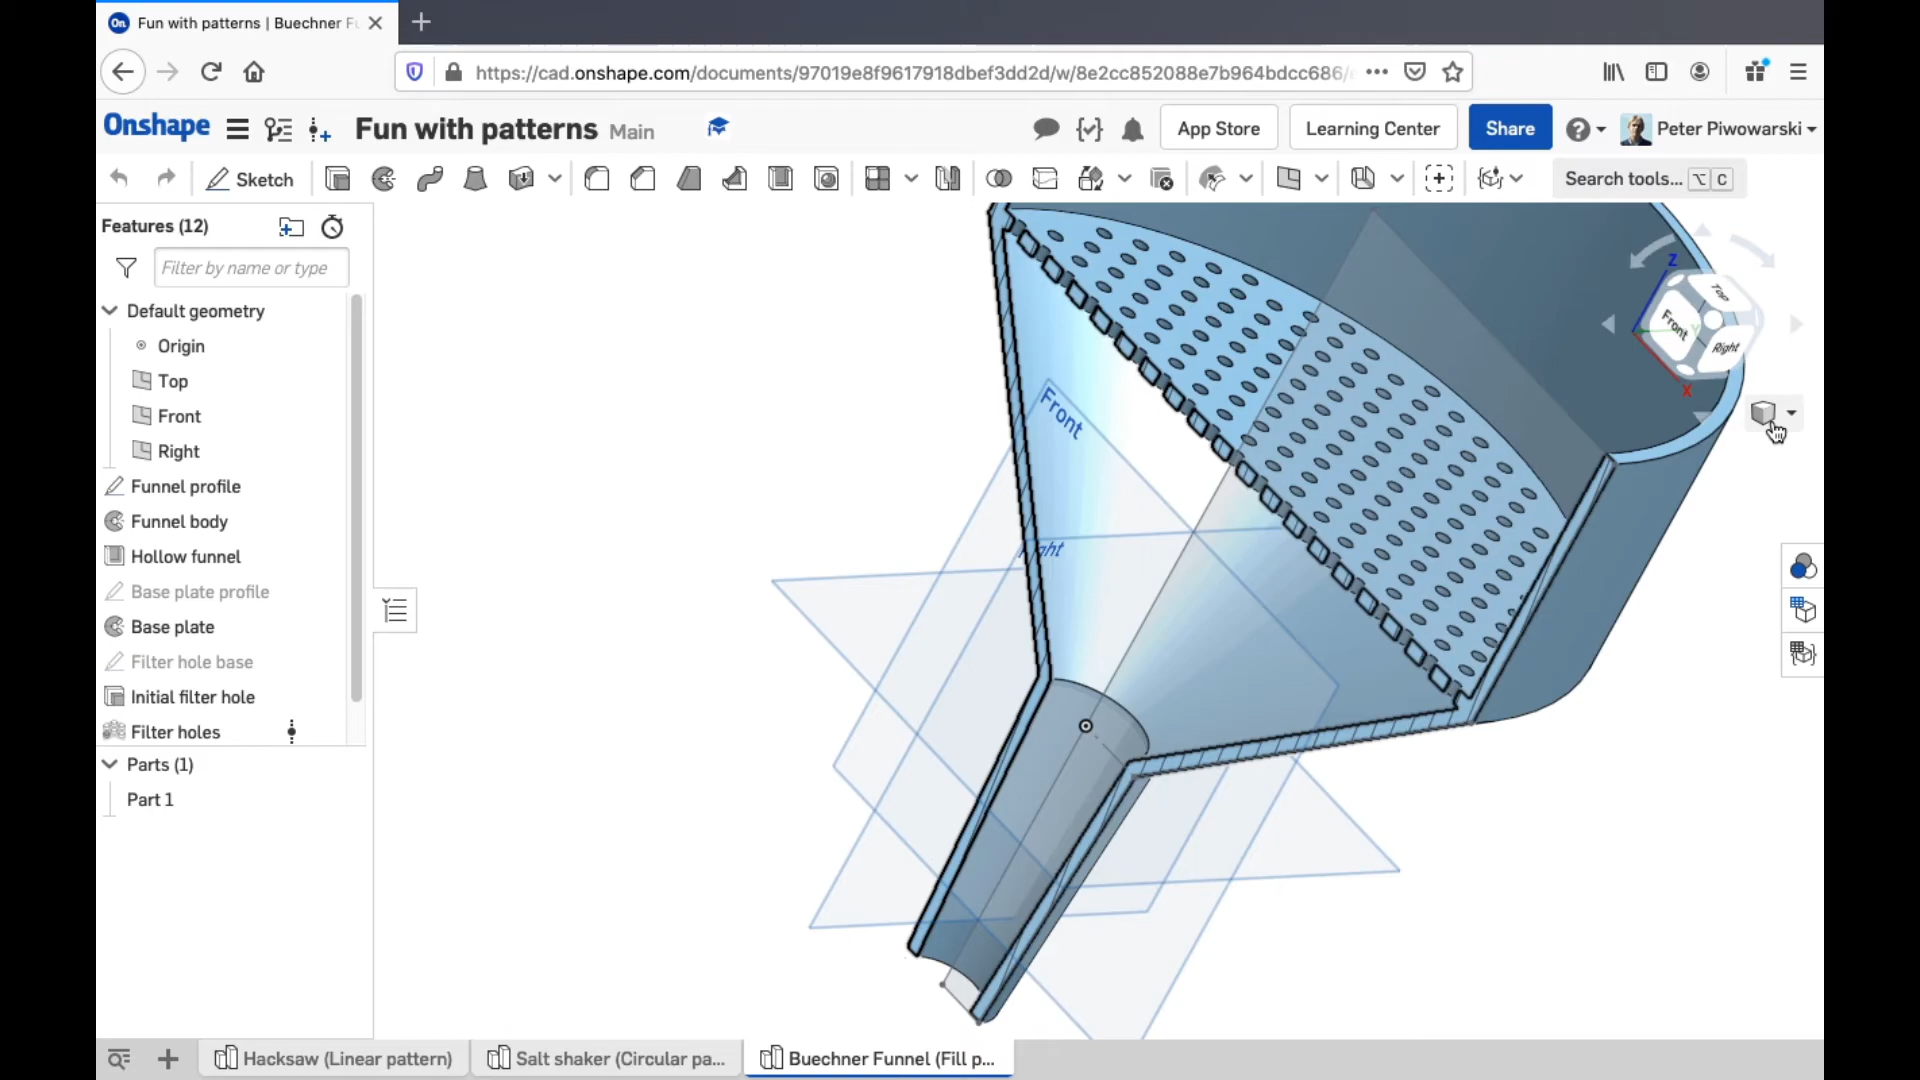 On Fun with patterns | Buechner Fu
https://cad.onshape.com/documents/97019e8f9617918dbef3dd2d/w/8e2cc852088e7b964bdcc686/
Onshape Fun with patterns Main App Store Learning Center Share ? Peter Piwowarski
Sketch Search tools... ⌥ C
Features (12)
Filter by name or type
Default geometry
Origin
Top
Front
Right
Funnel profile
Funnel body
Hollow funnel
Base plate profile
Base plate
Filter hole base
Initial filter hole
Filter holes
Parts (1)
Part 1
Z
Top
Front
Right
X
Front
ght
Hacksaw (Linear pattern) Salt shaker (Circular pa... Buechner Funnel (Fill p...